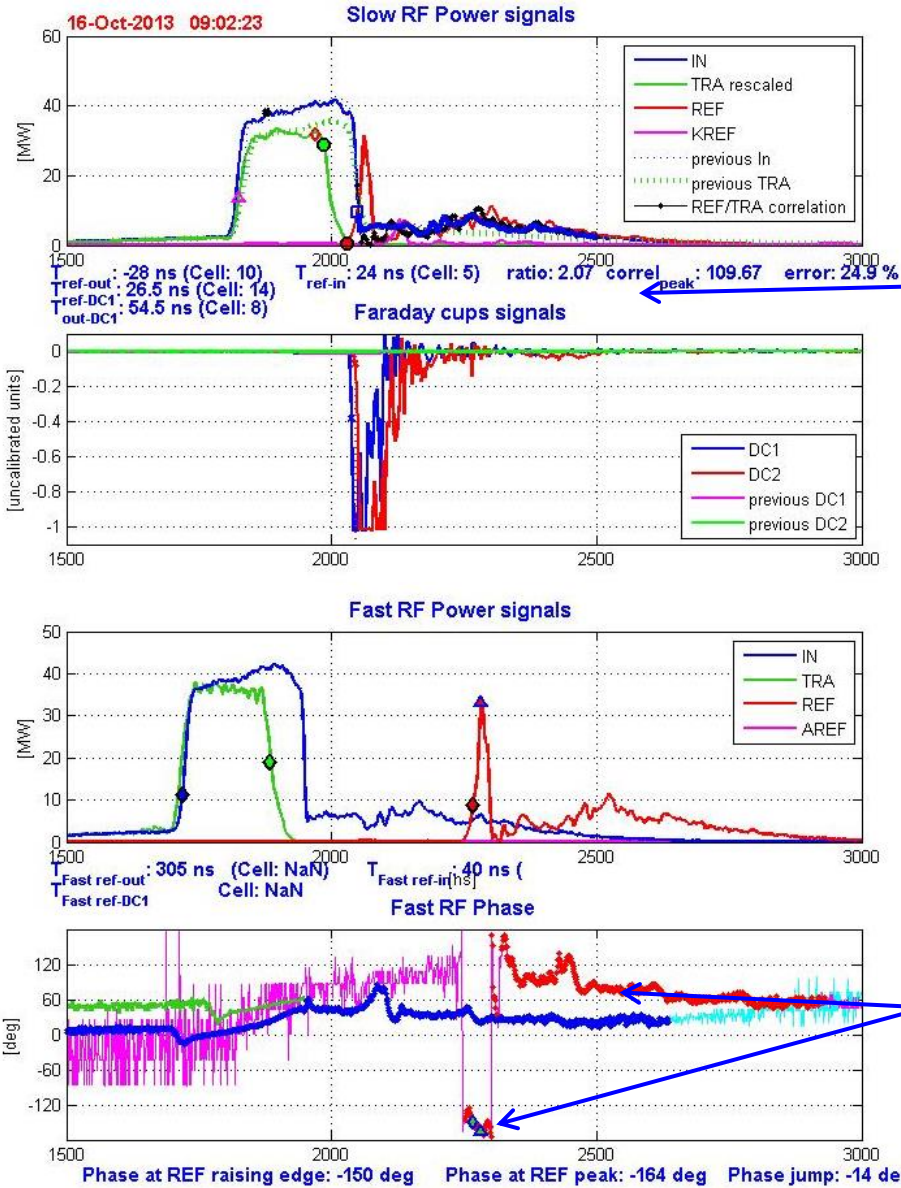 Slow RF Power signals
16-Oct-2013 09:02:23
60
40
20
0
[MW]
IN
TRA rescaled
REF
KREF
previous In
previous TRA
REF/TRA correlation
1500 2000 2500 3000
T ref-out : -28 ns (Cell: 10) T ref-in : 24 ns (Cell: 5) ratio: 2.07 correl peak : 109.67 error: 24.9 %
T ref-DC1 : 26.5 ns (Cell: 14)
T out-DC1 : 54.5 ns (Cell: 8)
Faraday cups signals
0
-0.2
-0.4
-0.6
-0.8
-1
[uncalibrated units]
DC1
DC2
previous DC1
previous DC2
1500 2000 2500 3000
Fast RF Power signals
50
40
30
20
10
0
[MW]
IN
TRA
REF
AREF
1500 2000 2500 3000
T Fast ref-out : 305 ns (Cell: NaN) T Fast ref-in : 40 ns (
[ns]
T Fast ref-DC1 Cell: NaN
Fast RF Phase
120
60
0
-60
-120
[deg]
1500 2000 2500 3000
Phase at REF raising edge: -150 deg Phase at REF peak: -164 deg Phase jump: -14 de